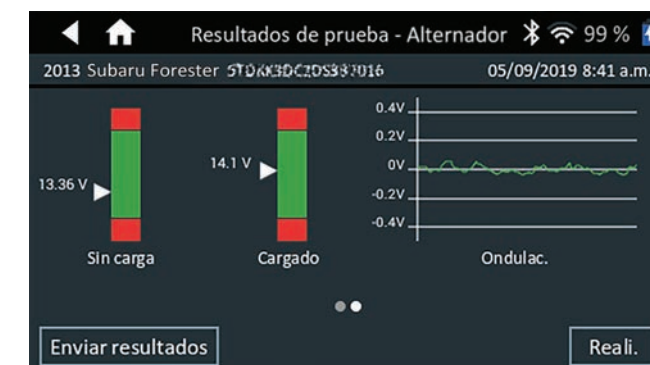 Resultados de prueba - Alternador 99 %
2013 Subaru Forester 05/09/2019 8:41 a.m.
0.4V
0.2V
14.1 V 0V
13.36 V
-0.2V
-0.4V
Sin carga Cargado Ondulac.
Enviar resultados Reali.